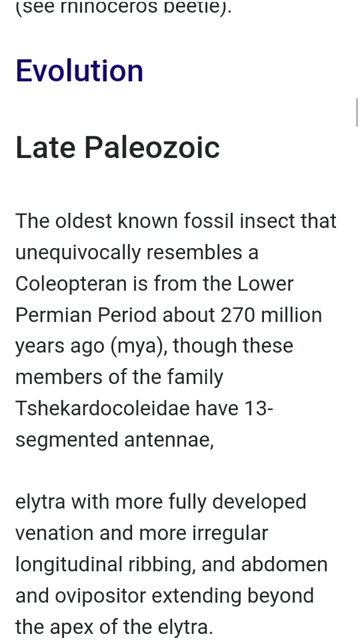 (see rhinoceros beetle).
Evolution
Late Paleozoic
The oldest known fossil insect that
unequivocally resembles a
Coleopteran is from the Lower
Permian Period about 270 million
years ago (mya), though these
members of the family
Tshekardocoleidae have 13-
segmented antennae,
elytra with more fully developed
venation and more irregular
longitudinal ribbing, and abdomen
and ovipositor extending beyond
the apex of the elytra.